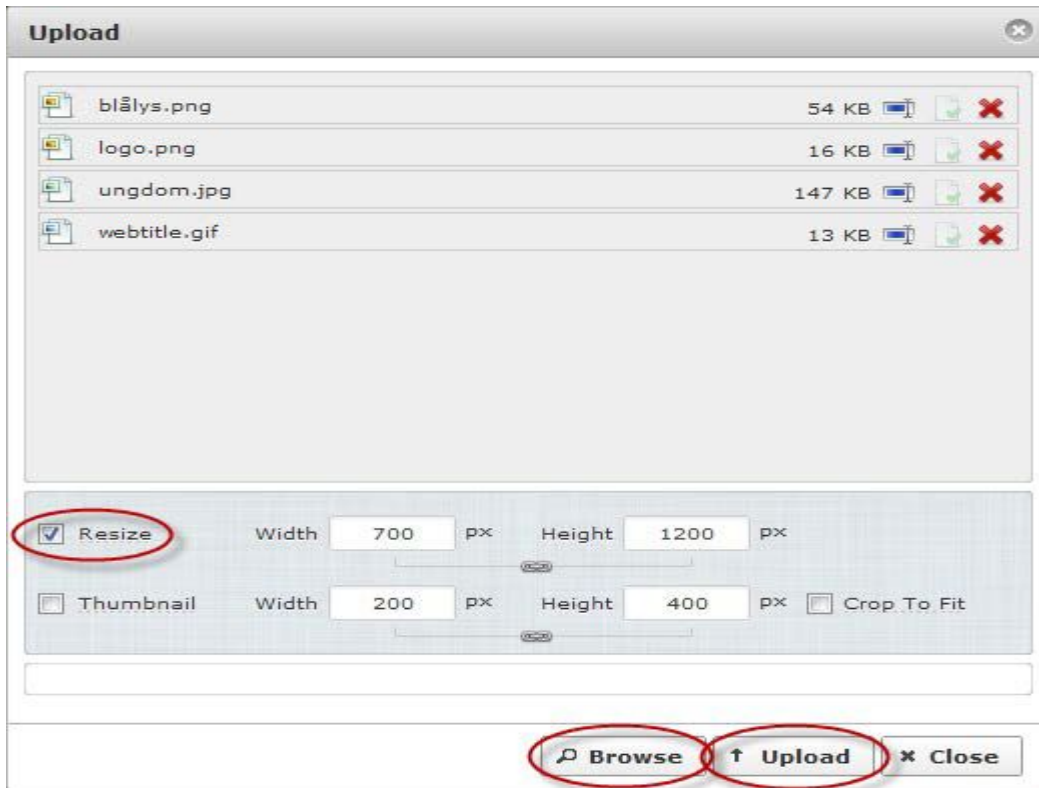 Upload
blålys.png 54 KB
logo.png 16 KB
ungdom.jpg 147 KB
webtitle.gif 13 KB
Resize Width 700 px Height 1200 px
Thumbnail Width 200 px Height 400 px Crop To Fit
Browse Upload Close